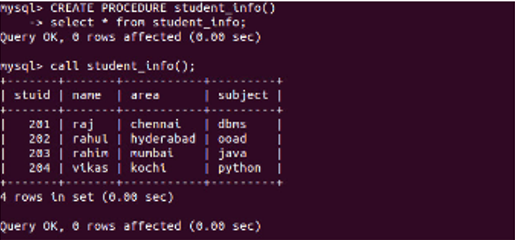 mysql> CREATE PROCEDURE student_info()
    -> select * from student_info;
Query OK, 0 rows affected (0.00 sec)
mysql> call student_info();
+-------+-------+-----------+---------+
| stuid | name  | area      | subject |
+-------+-------+-----------+---------+
|   201 | raj   | chennai   | dbms    |
|   202 | rahul | hyderabad | ooad    |
|   203 | rahim | mumbai    | java    |
|   204 | vikas | kochi     | python  |
+-------+-------+-----------+---------+
4 rows in set (0.00 sec)
Query OK, 0 rows affected (0.00 sec)